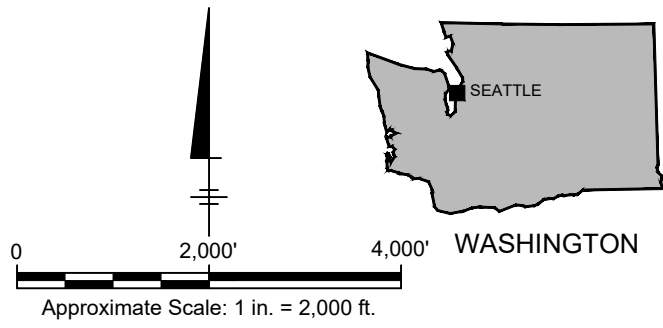 SEATTLE
WASHINGTON
0 2,000' 4,000'
Approximate Scale: 1 in. = 2,000 ft.